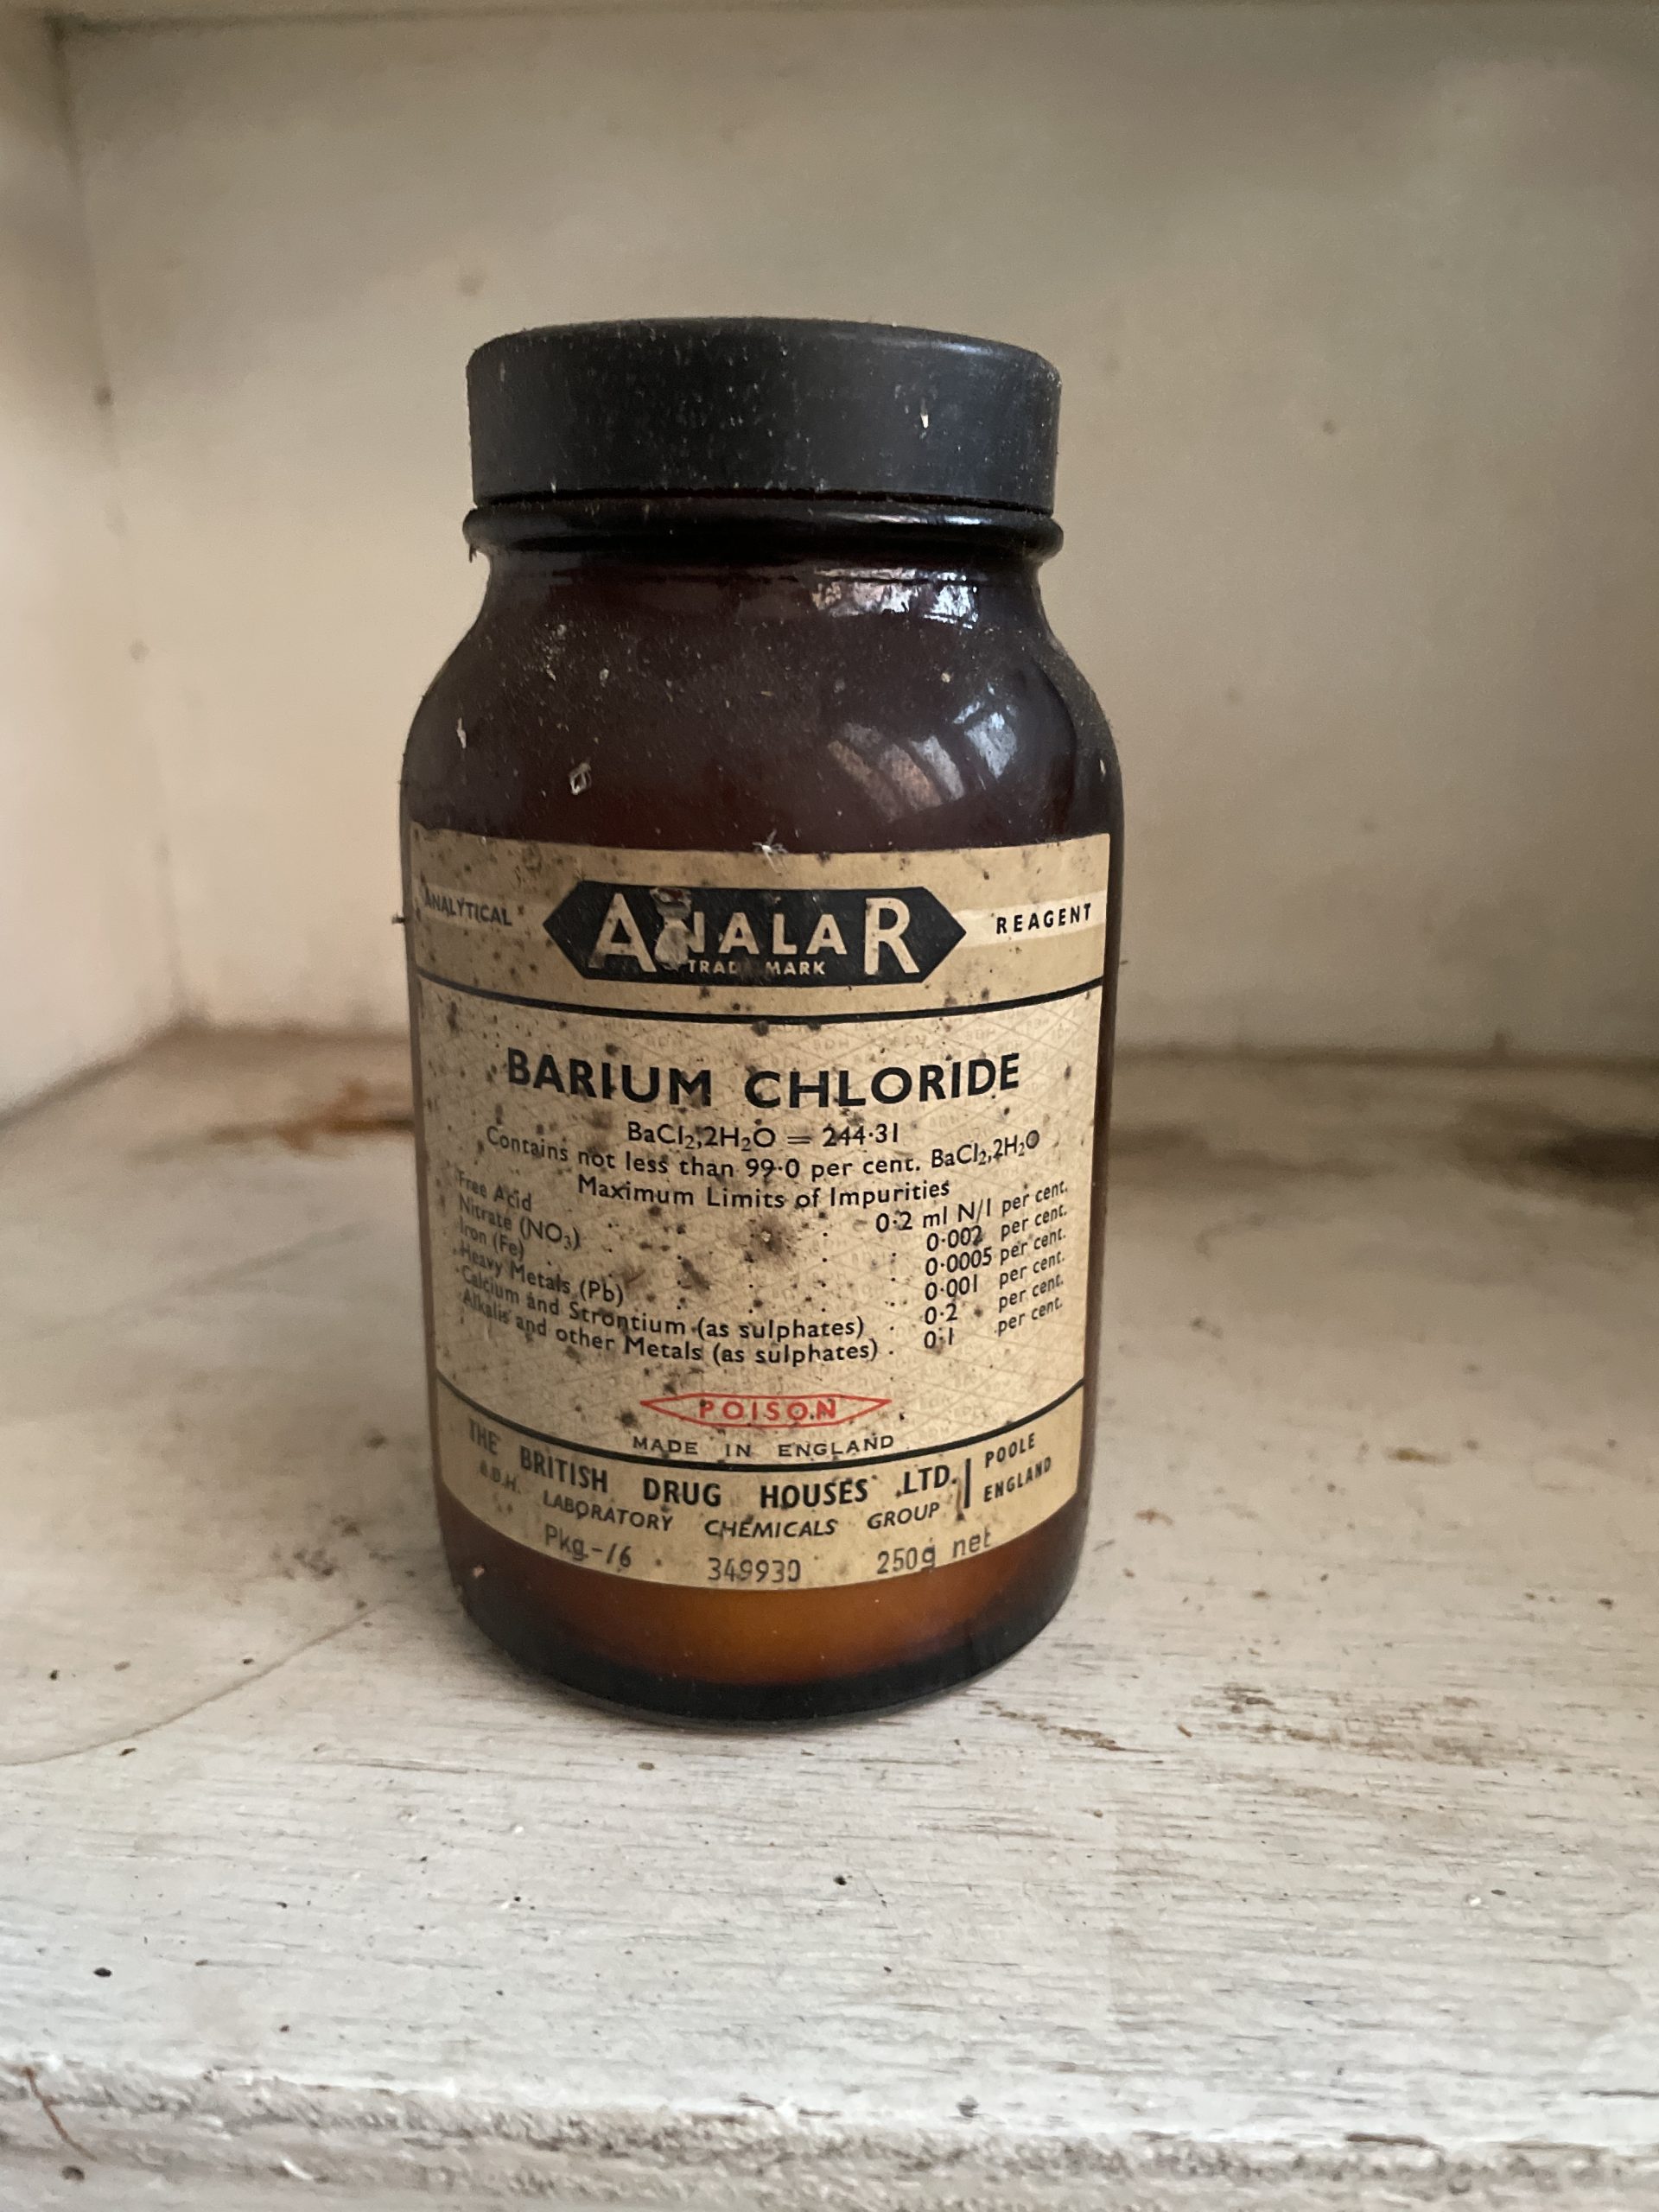 ANALYTICAL ANALAR REAGENT
TRADE MARK
BARIUM CHLORIDE
BaCl₂,2H₂O = 244·31
Contains not less than 99·0 per cent. BaCl₂,2H₂O
Maximum Limits of Impurities
Free Acid 0·2 ml N/1 per cent.
Nitrate (NO₃) . . . . 0·002 per cent.
Iron (Fe) . . . . . 0·0005 per cent.
Heavy Metals (Pb) . . . . 0·001 per cent.
Calcium and Strontium (as sulphates) . 0·2 per cent.
Alkalis and other Metals (as sulphates) . 0·1 per cent.
POISON
MADE IN ENGLAND
THE BRITISH DRUG HOUSES LTD. POOLE
B.D.H. LABORATORY CHEMICALS GROUP ENGLAND
Pkg-16 349930 250g net